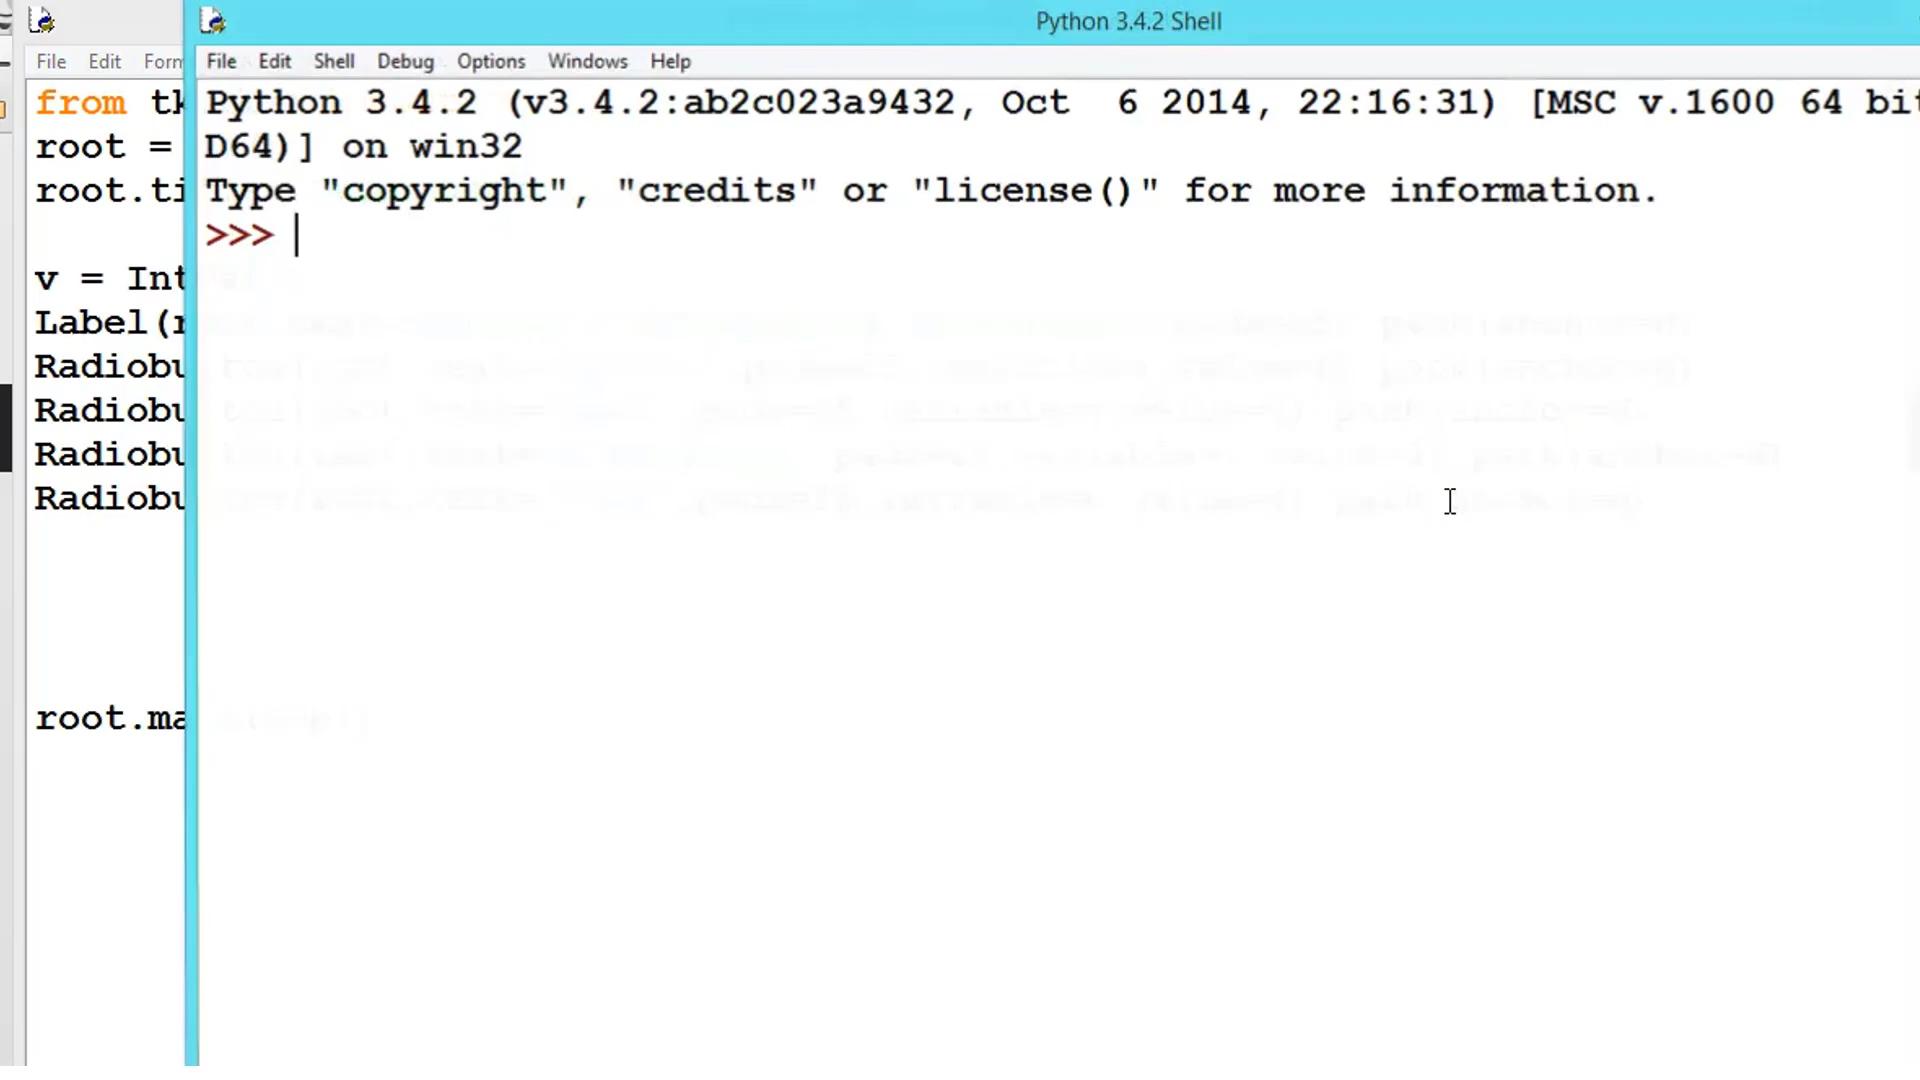 Python 3.4.2 Shell
File Edit Form
File Edit Shell Debug Options Windows Help
from tk
root =
root.ti
v = Int
Label(r
Radiobu
Radiobu
Radiobu
Radiobu
root.ma
Python 3.4.2 (v3.4.2:ab2c023a9432, Oct  6 2014, 22:16:31) [MSC v.1600 64 bit
D64)] on win32
Type "copyright", "credits" or "license()" for more information.
>>>